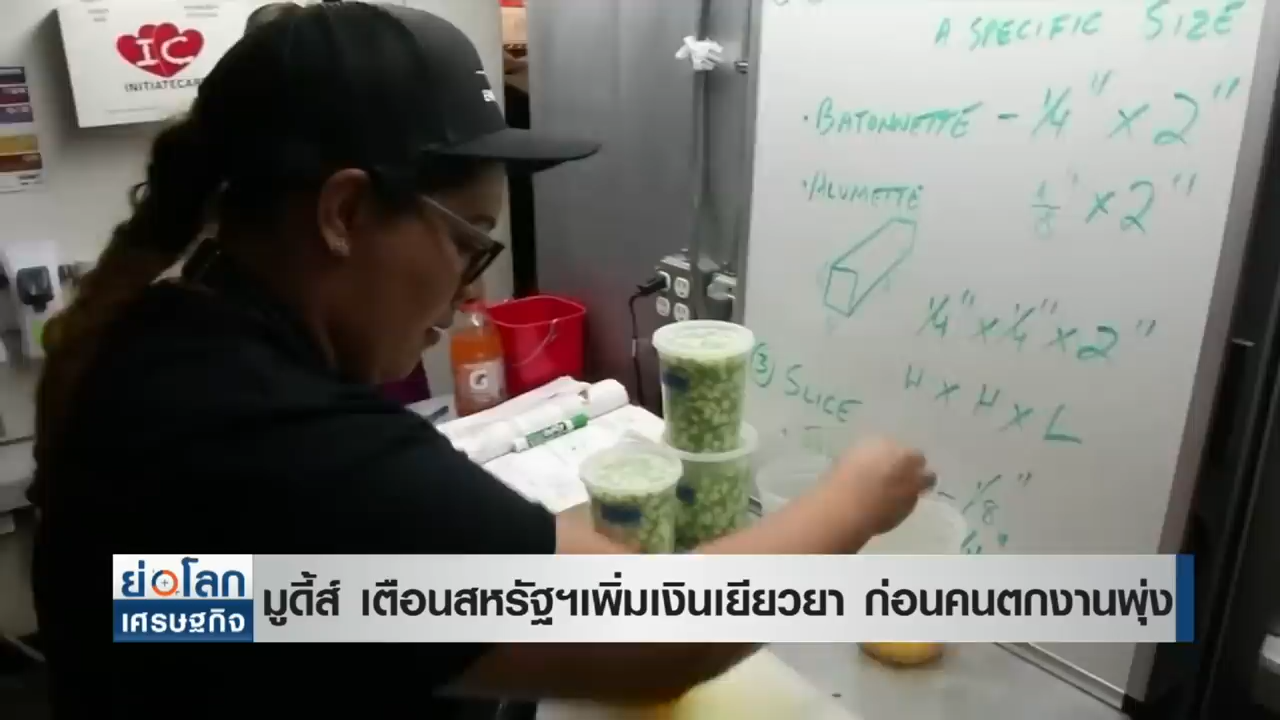 IC
INITIATECARE
A SPECIFIC SIZE
• BATONNETTE - 1/4" x 2"
• ALUMETTE 1/8" x 2"
1/4" x 1/4" x 2"
H x H x L
③ SLICE
- 1/8"
G
ย่อโลก
เศรษฐกิจ
มูดี้ส์ เตือนสหรัฐฯเพิ่มเงินเยียวยา ก่อนคนตกงานพุ่ง